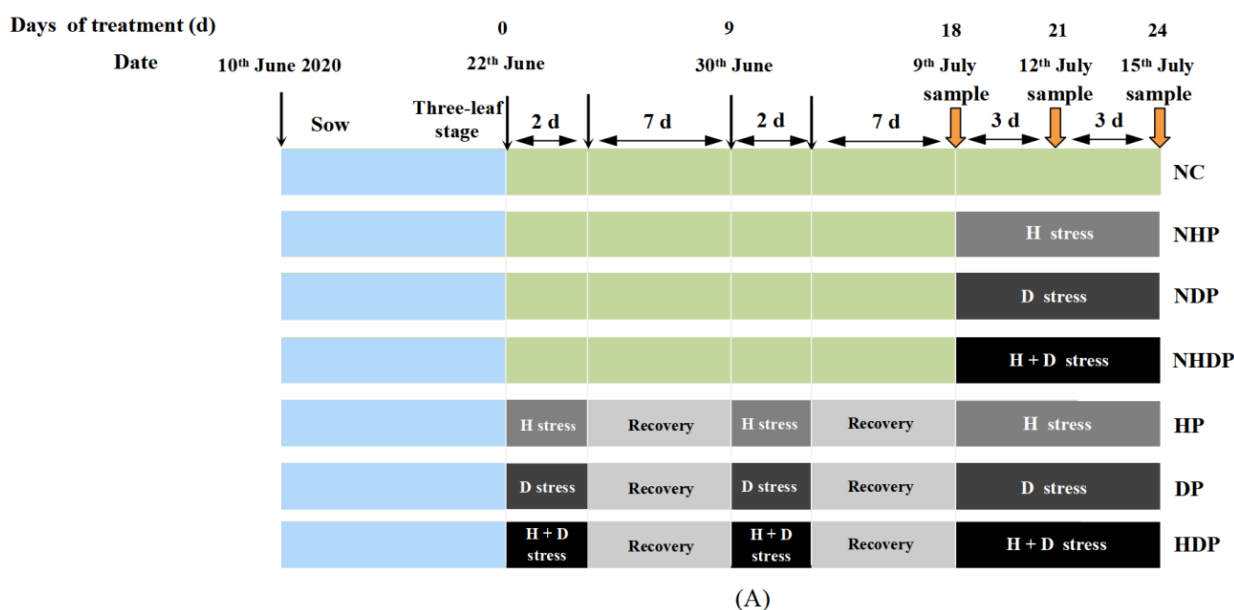 Days of treatment (d) 0 9 18 21 24
Date 10th June 2020 22th June 30th June 9th July 12th July 15th July
sample sample sample
Sow Three-leaf stage 2 d 7 d 2 d 7 d 3 d 3 d
NC
H stress NHP
D stress NDP
H + D stress NHDP
H stress Recovery H stress Recovery H stress HP
D stress Recovery D stress Recovery D stress DP
H + D stress Recovery H + D stress Recovery H + D stress HDP
(A)